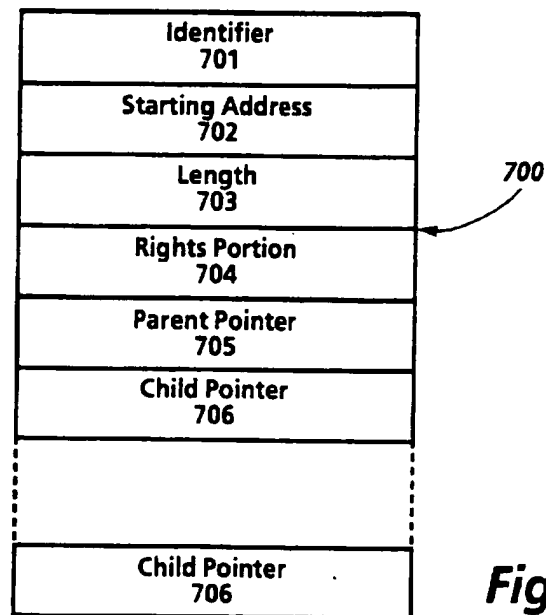 Identifier
701
Starting Address
702
Length
703
700
Rights Portion
704
Parent Pointer
705
Child Pointer
706
Child Pointer
706
Fig